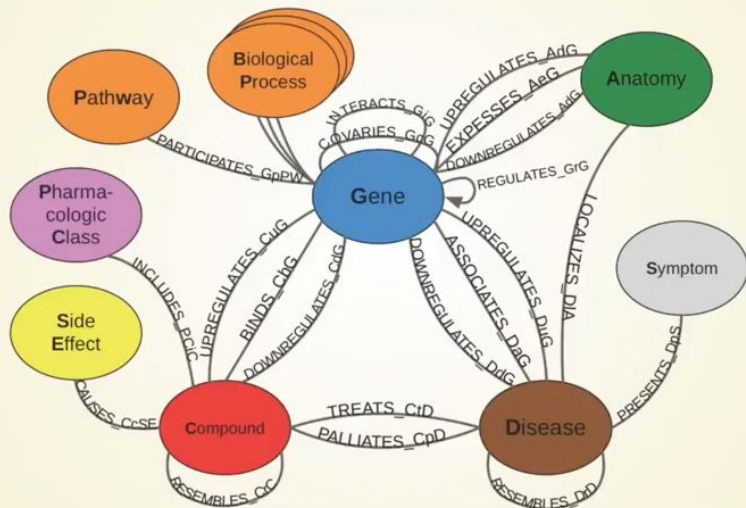 Biological
Process
Pathway
Anatomy
INTERACTS_GiG
COVARIES_GcG
UPREGULATES_AdG
EXPESSES_AeG
DOWNREGULATES_AdG
PARTICIPATES_GpPW
Gene
REGULATES_GrG
Pharma-
cologic
Class
INCLUDES_PCiC
UPREGULATES_CuG
BINDS_CbG
DOWNREGULATES_CdG
DOWNREGULATES_DdG
ASSOCIATES_DaG
UPREGULATES_DuG
LOCALIZES_DlA
Symptom
Side
Effect
CAUSES_CcSE
Compound
TREATS_CtD
PALLIATES_CpD
Disease
PRESENTS_DpS
RESEMBLES_CrC
RESEMBLES_DrD